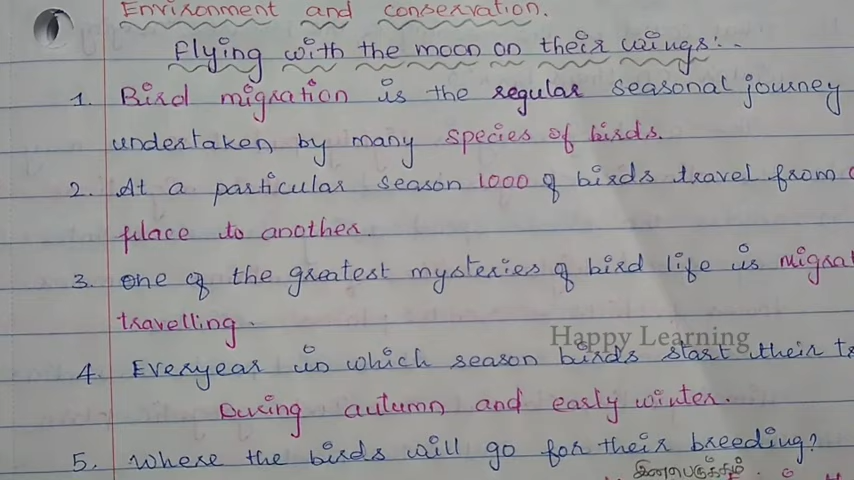 Environment and conservation.
Flying with the moon on their wings:-
1. Bird migration is the regular seasonal journey
undertaken by many species of birds.
2. At a particular season 1000 of birds travel from
place to another.
3. one of the greatest mysteries of bird life is migrat
travelling.
Happy Learning
4. Everyear in which season birds start their
During autumn and early winter.
5. Where the birds will go for their breeding?
இனபெருக்கம்